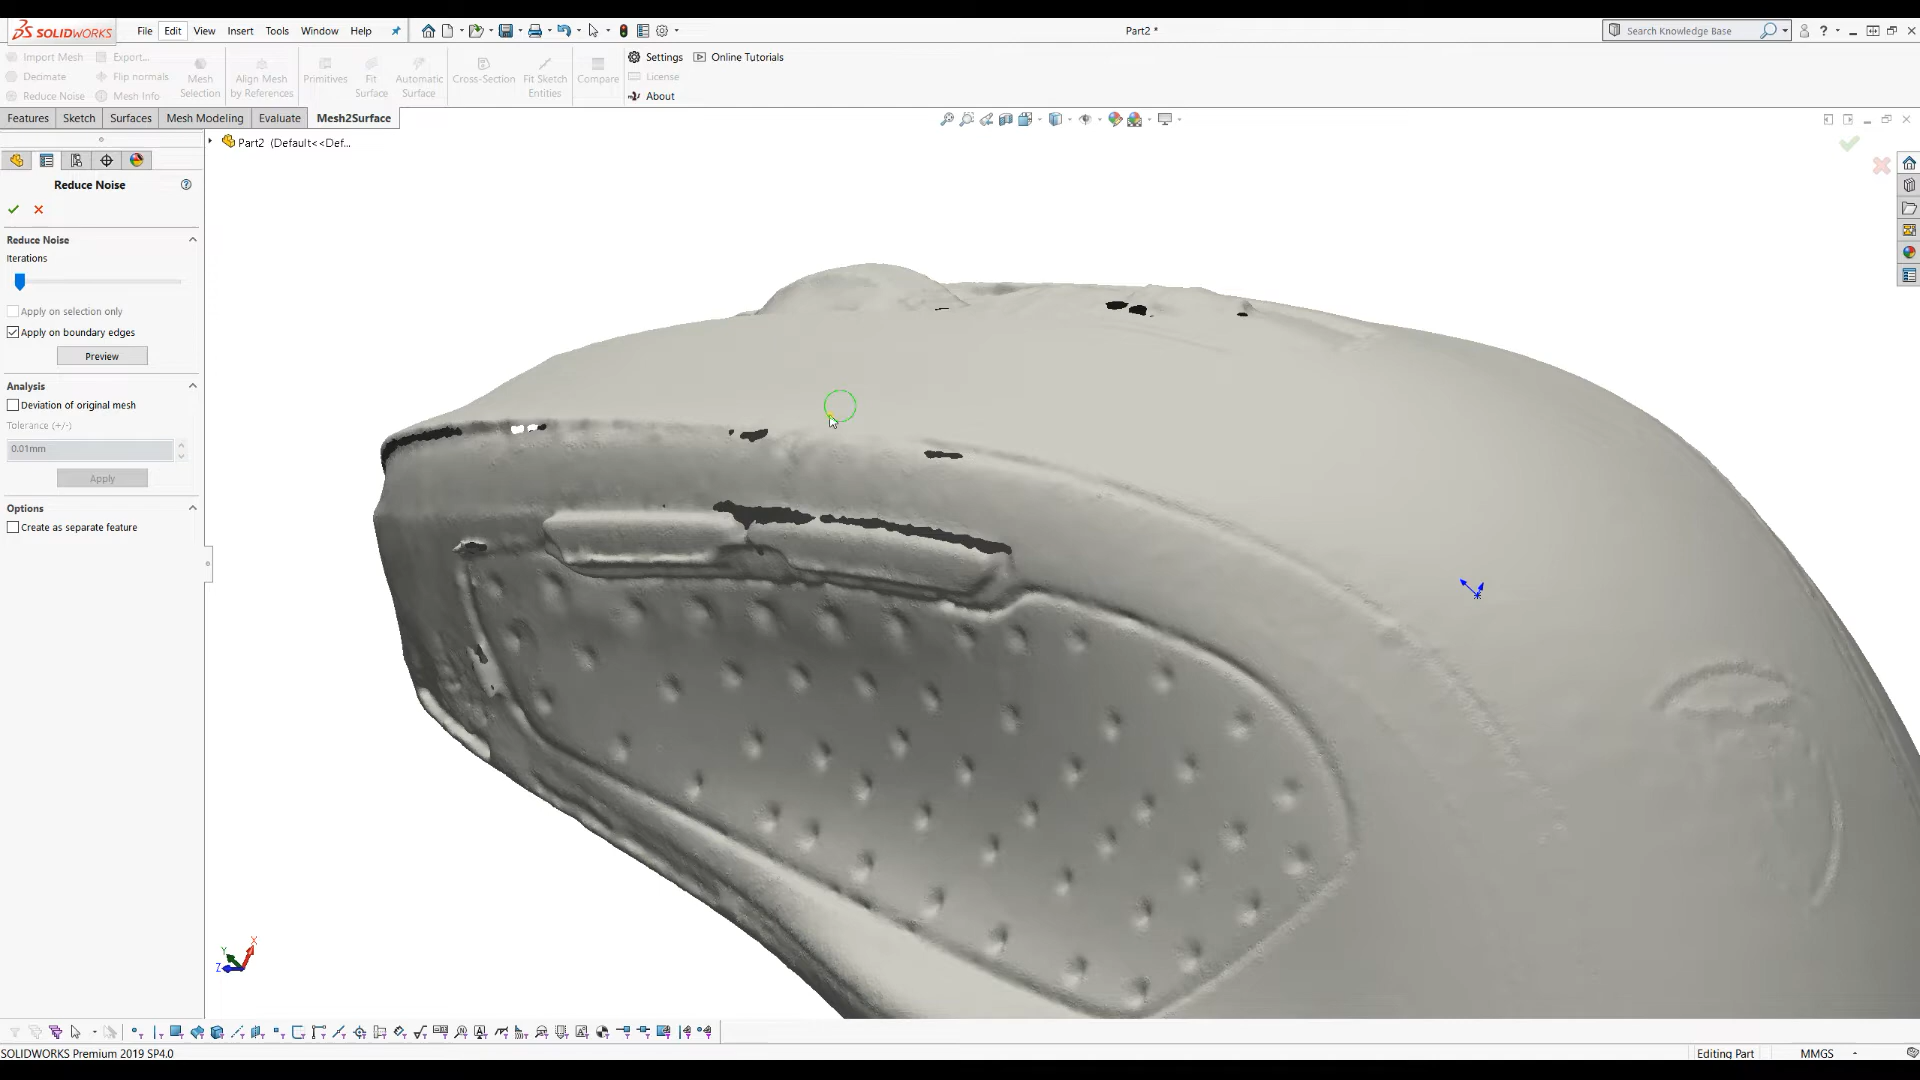 SOLIDWORKS File Edit View Insert Tools Window Help Part2 * Search Knowledge Base
Import Mesh Export... Settings Online Tutorials
Decimate Flip normals Mesh Selection Align Mesh by References Primitives Fit Surface Automatic Surface Cross-Section Fit Sketch Entities Compare License
Reduce Noise Mesh Info About
Features Sketch Surfaces Mesh Modeling Evaluate Mesh2Surface
Part2 (Default<<Def...
Reduce Noise
Reduce Noise
Iterations
Apply on selection only
Apply on boundary edges
Preview
Analysis
Deviation of original mesh
Tolerance (+/-)
0.01mm
Apply
Options
Create as separate feature
X
Y
Z
SOLIDWORKS Premium 2019 SP4.0 Editing Part MMGS